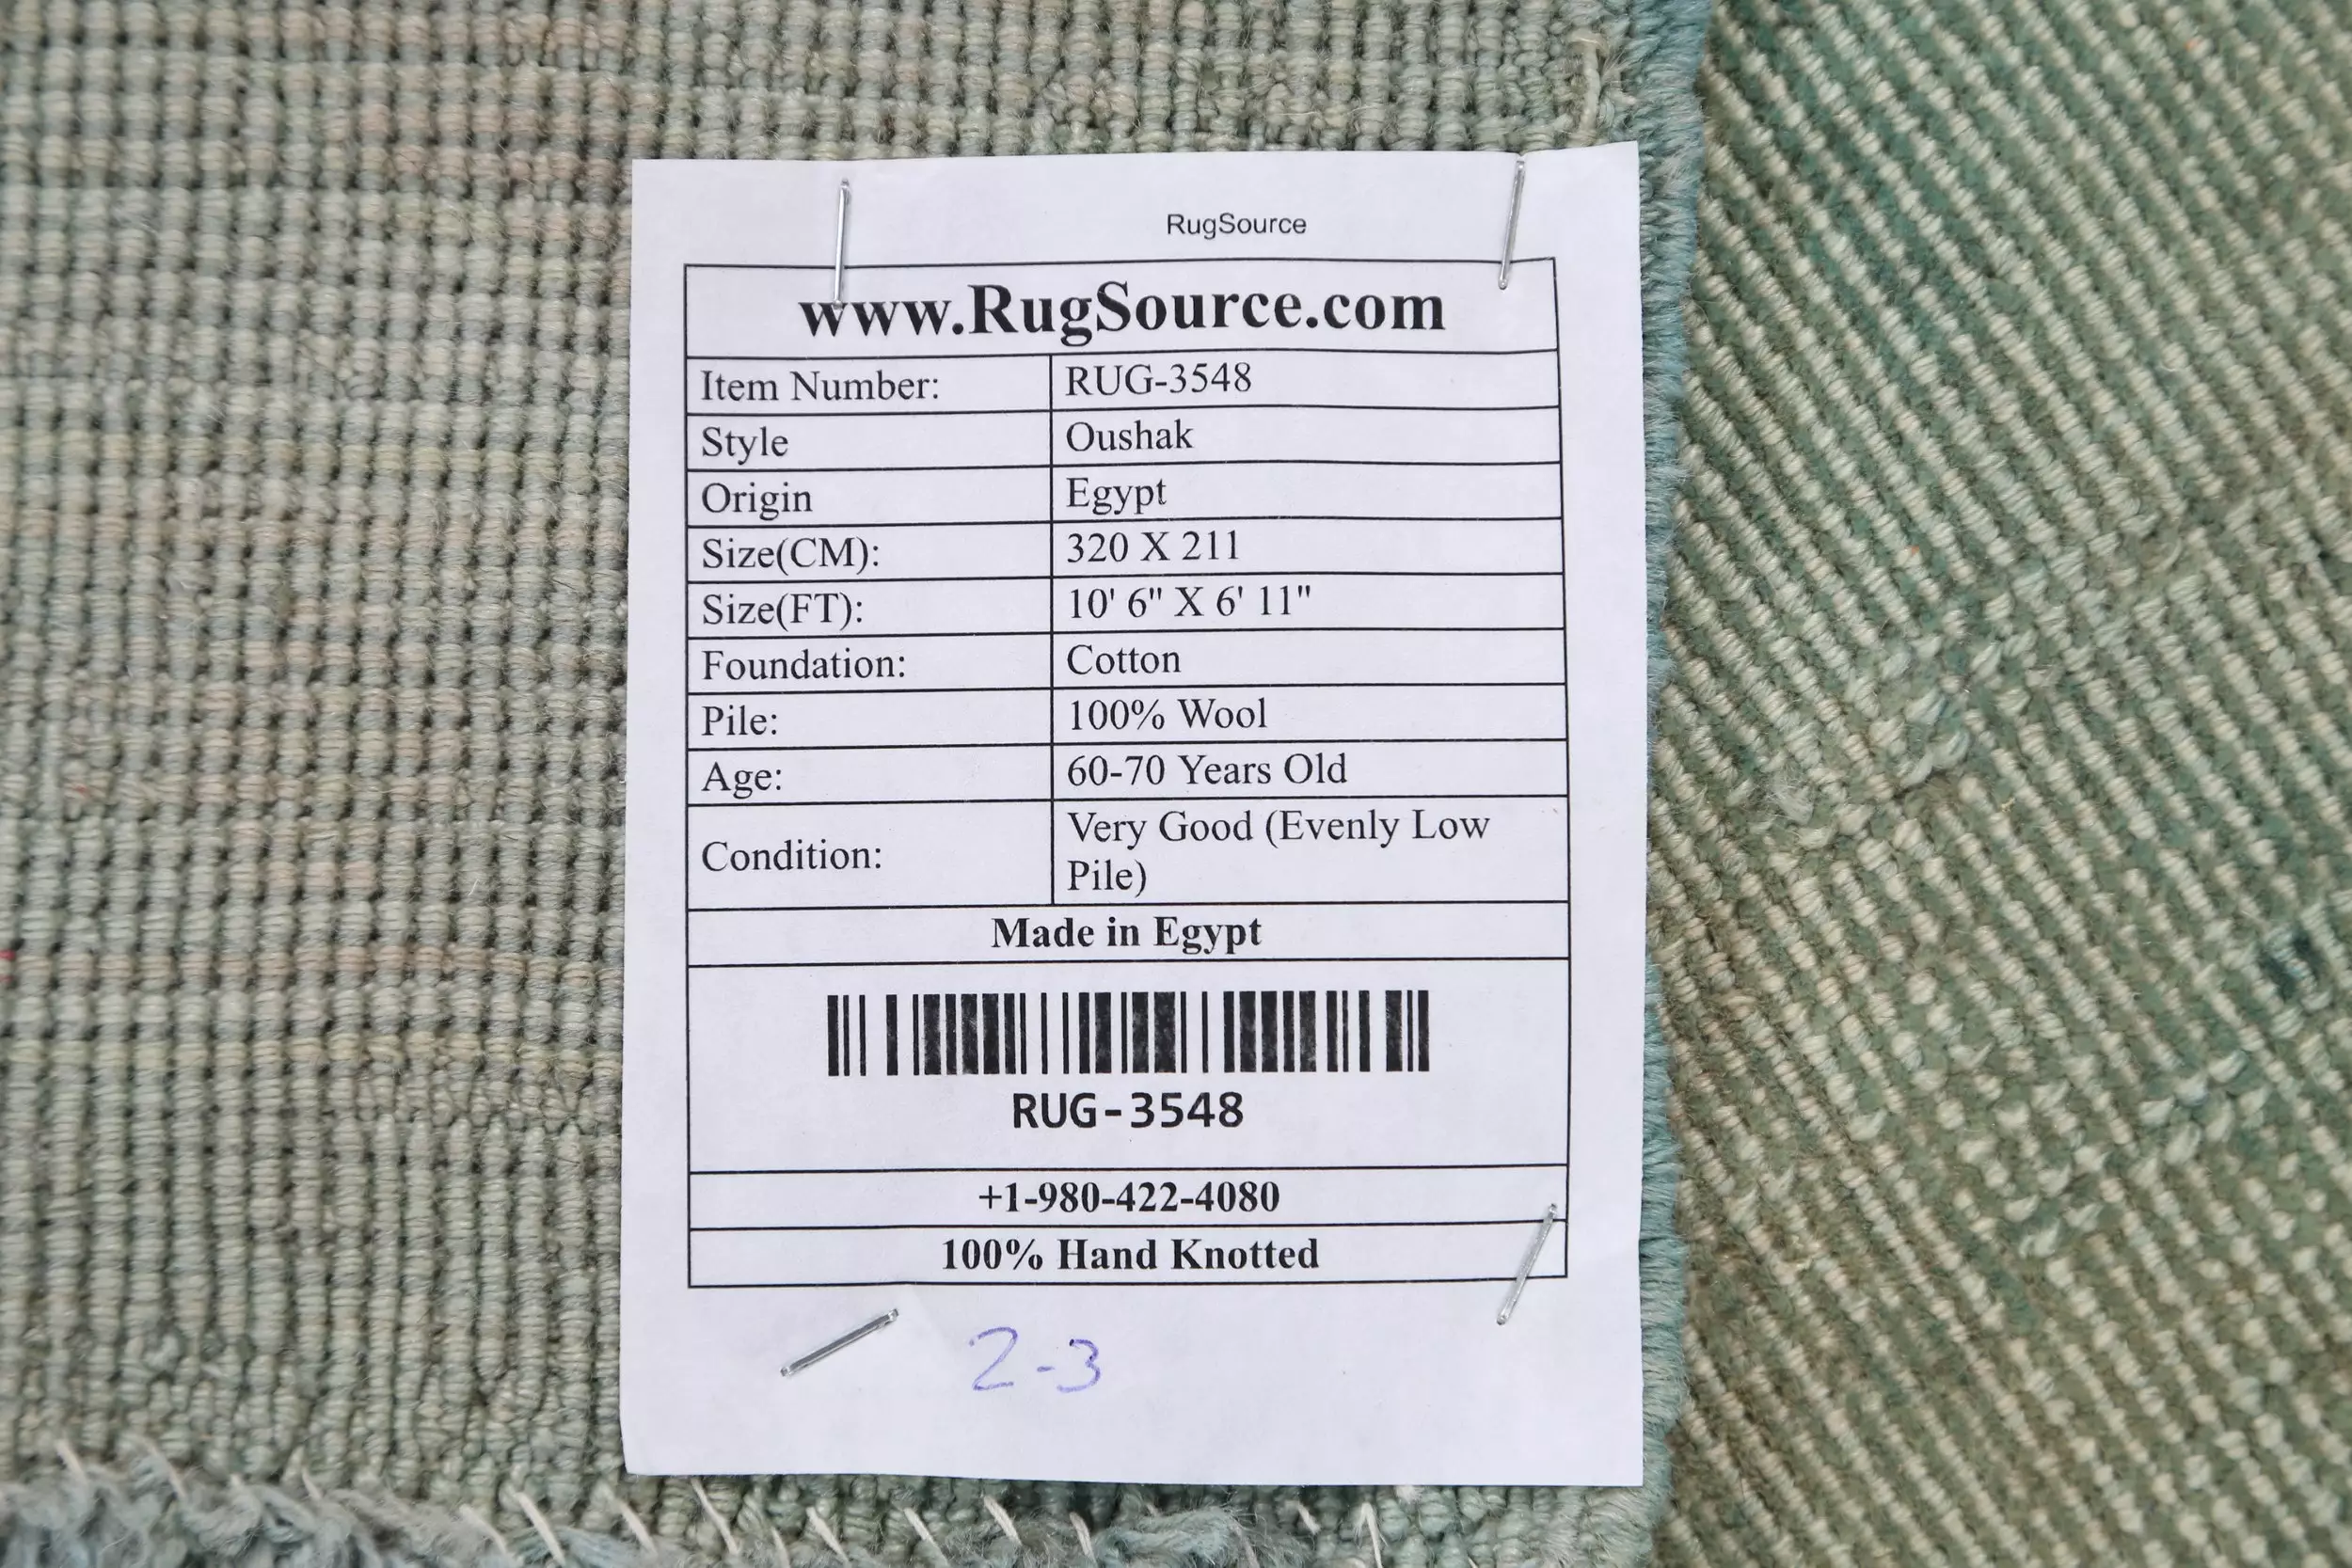 RugSource
www.RugSource.com
Item Number: RUG-3548
Style Oushak
Origin Egypt
Size(CM): 320 X 211
Size(FT): 10' 6" X 6' 11"
Foundation: Cotton
Pile: 100% Wool
Age: 60-70 Years Old
Condition: Very Good (Evenly Low
Pile)
Made in Egypt
RUG-3548
+1-980-422-4080
100% Hand Knotted
2-3